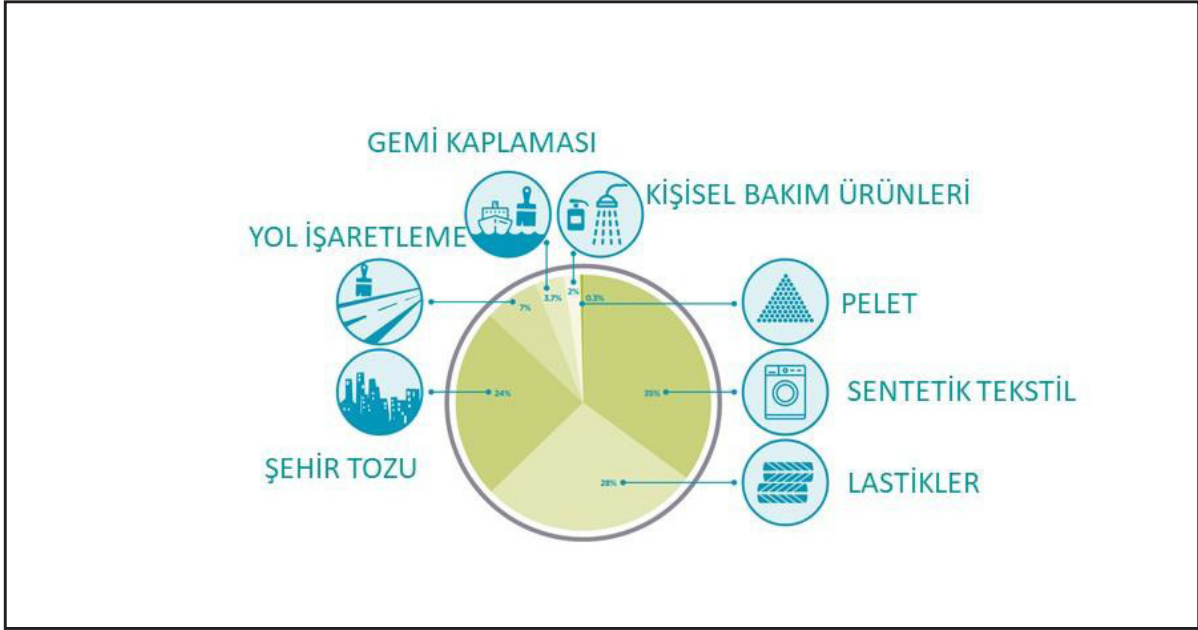 GEMİ KAPLAMASI
KİŞİSEL BAKIM ÜRÜNLERİ
YOL İŞARETLEME
3.7%
2%
0.3%
7%
PELET
24%
35%
SENTETİK TEKSTİL
ŞEHİR TOZU
28%
LASTİKLER